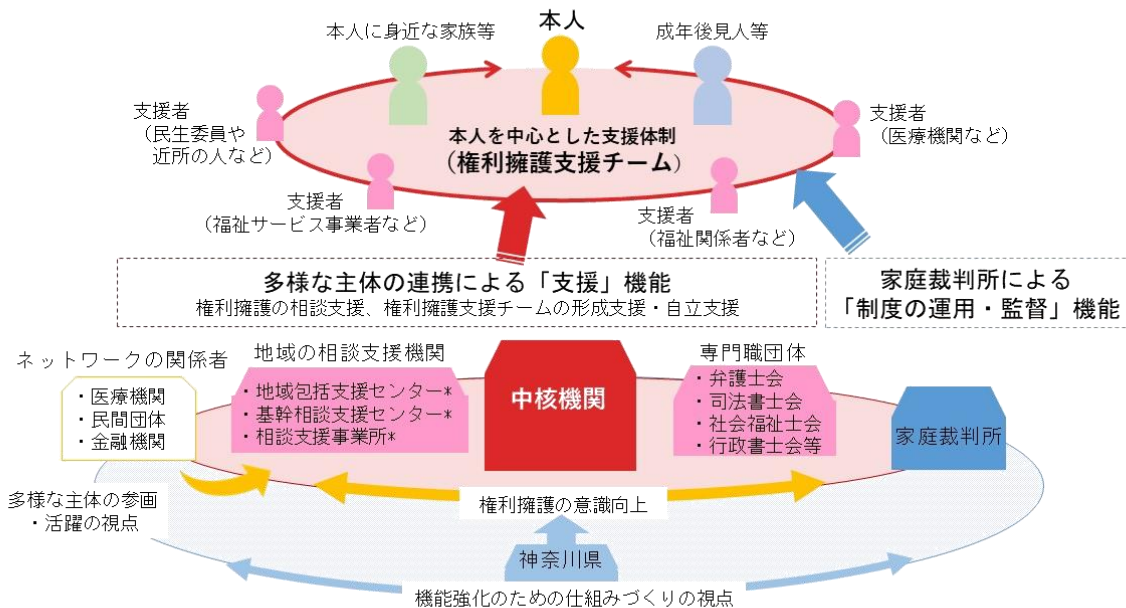 本人
本人に身近な家族等
成年後見人等
支援者
(民生委員や
近所の人など)
支援者
(医療機関など)
本人を中心とした支援体制
(権利擁護支援チーム)
支援者
(福祉サービス事業者など)
支援者
(福祉関係者など)
多様な主体の連携による「支援」機能
権利擁護の相談支援、権利擁護支援チームの形成支援・自立支援
家庭裁判所による
「制度の運用・監督」機能
ネットワークの関係者
・医療機関
・民間団体
・金融機関
地域の相談支援機関
・地域包括支援センター*
・基幹相談支援センター*
・相談支援事業所*
中核機関
専門職団体
・弁護士会
・司法書士会
・社会福祉士会
・行政書士会等
家庭裁判所
多様な主体の参画
・活躍の視点
権利擁護の意識向上
神奈川県
機能強化のための仕組みづくりの視点